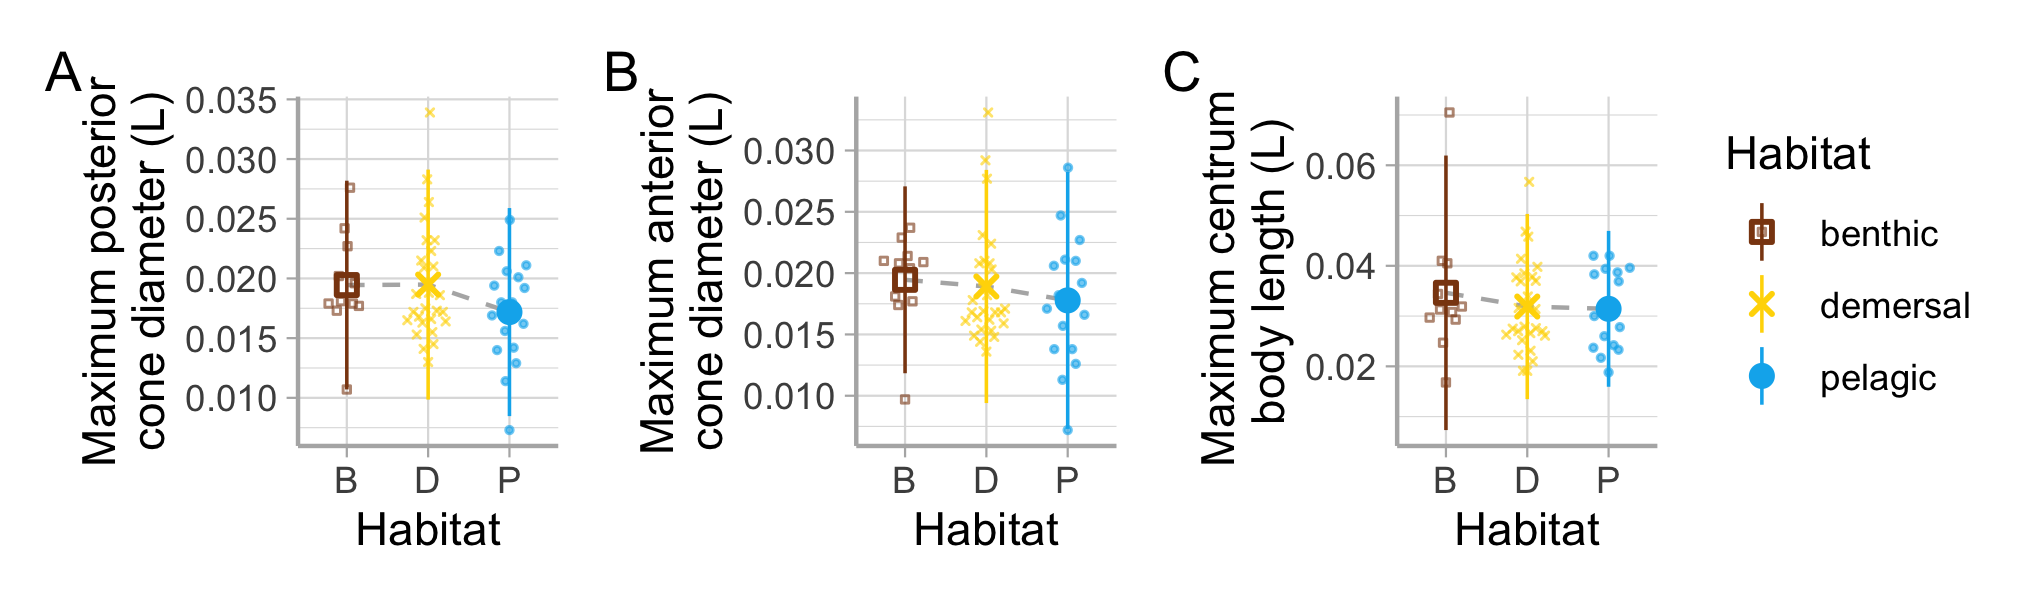 A
Maximum posterior
cone diameter (L)
0.035
0.030
0.025
0.020
0.015
0.010
B D P
Habitat
B
Maximum anterior
cone diameter (L)
0.030
0.025
0.020
0.015
0.010
B D P
Habitat
C
Maximum centrum
body length (L)
0.06
0.04
0.02
B D P
Habitat
Habitat
benthic
demersal
pelagic